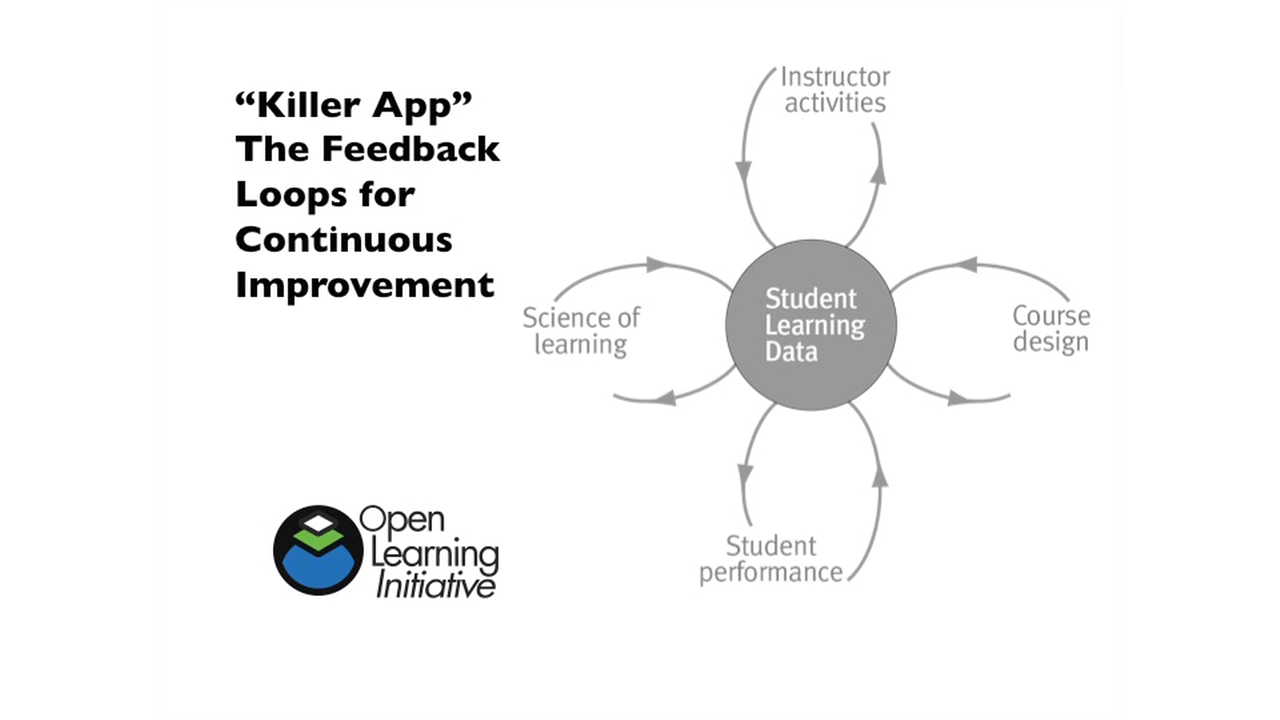 “Killer App”
The Feedback
Loops for
Continuous
Improvement
Instructor
activities
Science of
learning
Student
Learning
Data
Course
design
Student
performance
Open
Learning
Initiative